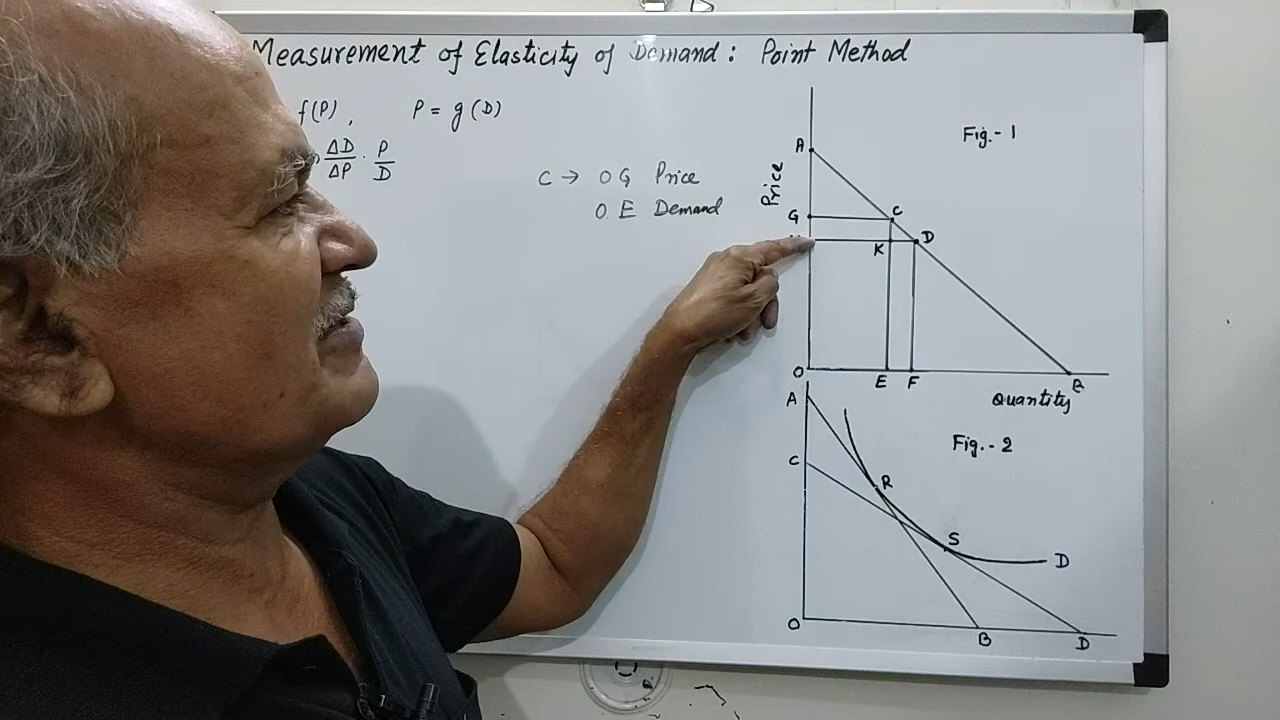 Measurement of Elasticity of Demand: Point Method
f(P), P = g(D)
ΔD/ΔP · P/D
C → OG Price
O.E Demand
Fig.-1
A
Price
G
C
K
D
O
E F
B
Quantity
A
Fig.-2
C
R
S
D
O
B
D